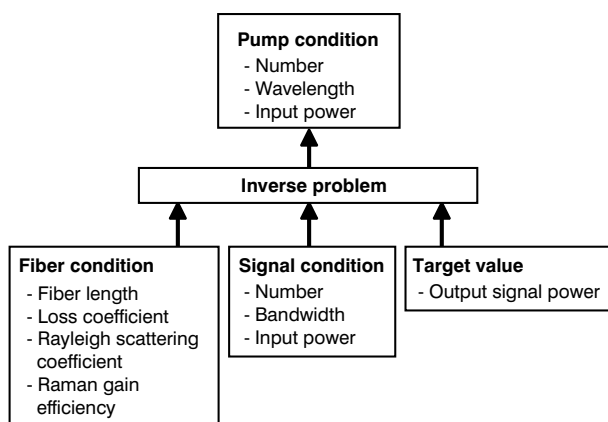 Pump condition
- Number
- Wavelength
- Input power
Inverse problem
Fiber condition
- Fiber length
- Loss coefficient
- Rayleigh scattering
coefficient
- Raman gain
efficiency
Signal condition
- Number
- Bandwidth
- Input power
Target value
- Output signal power